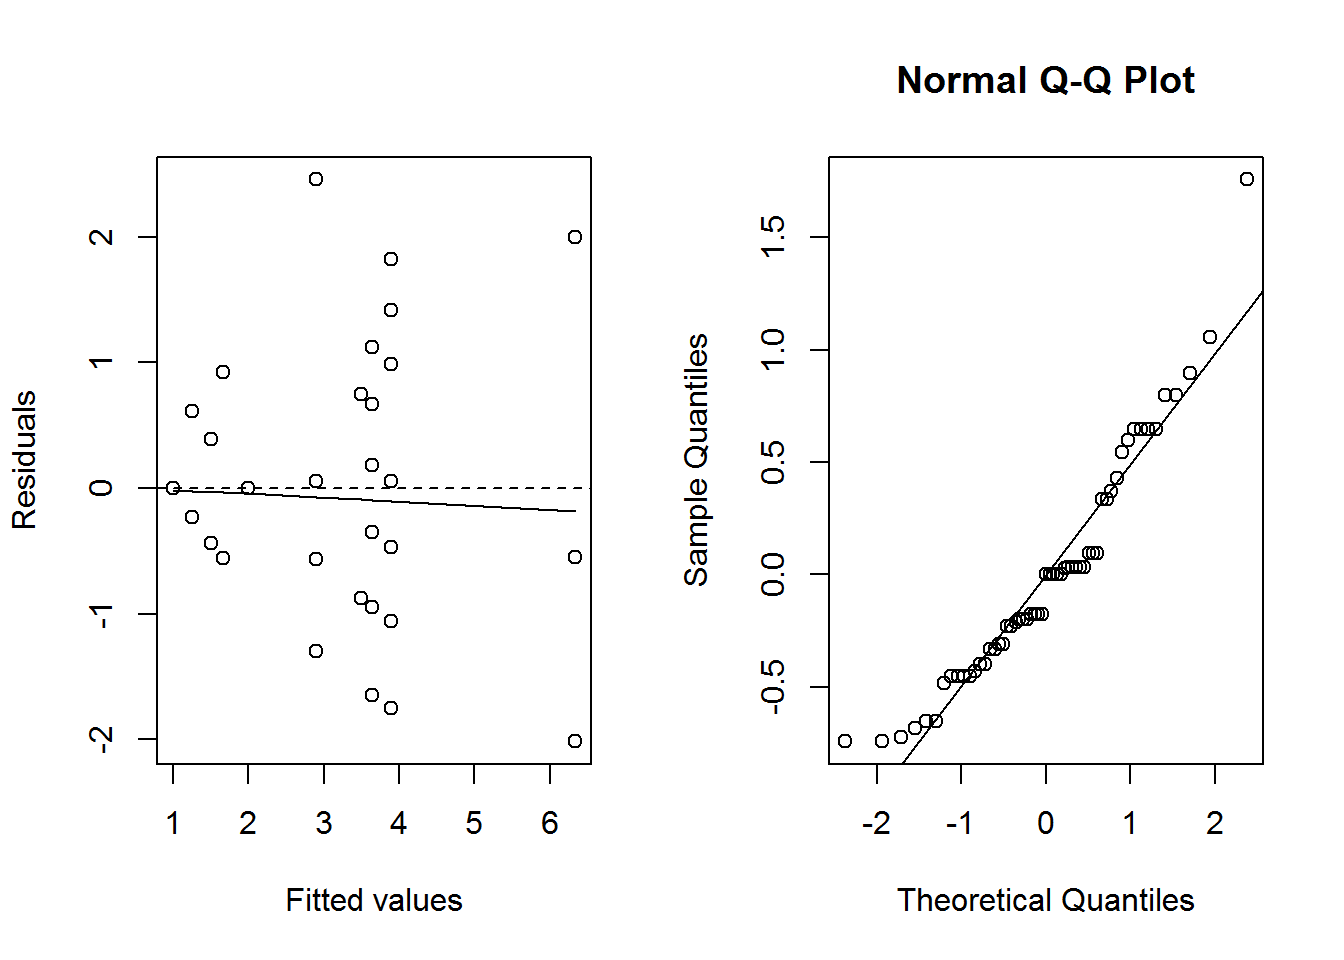 Normal Q-Q Plot
Residuals
2
1
0
-1
-2
1 2 3 4 5 6
Fitted values
Sample Quantiles
1.5
1.0
0.5
0.0
-0.5
-2 -1 0 1 2
Theoretical Quantiles